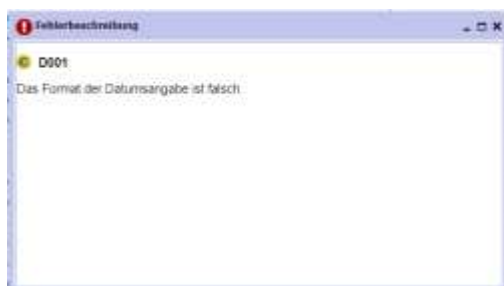 Fehlerbeschreibung
D001
Das Format der Datumsangabe ist falsch